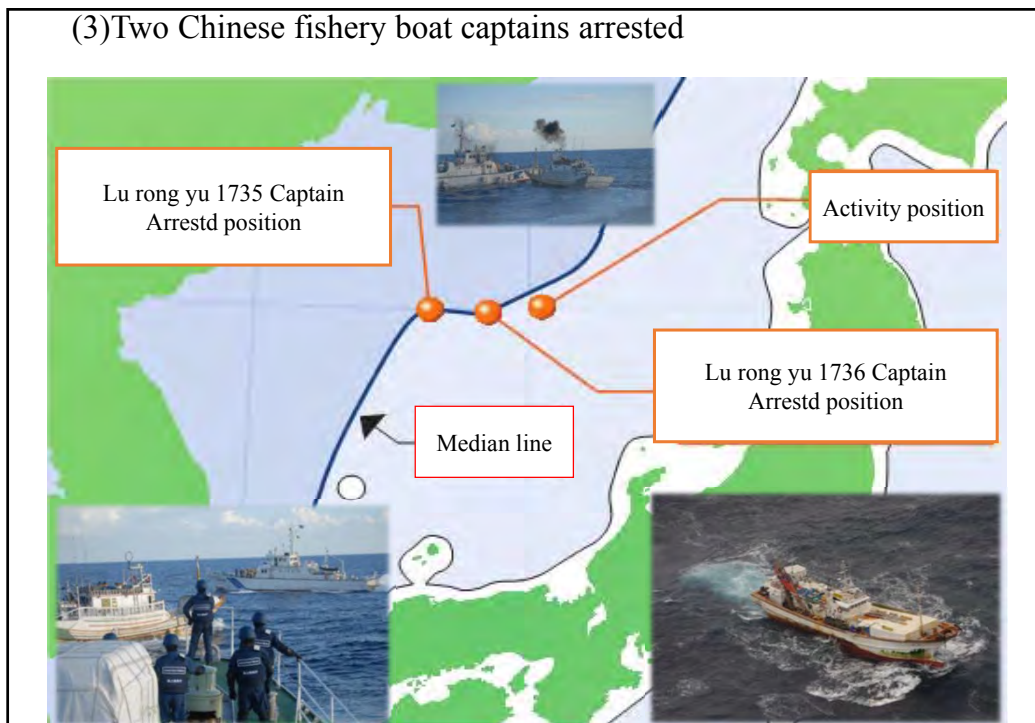 (3)Two Chinese fishery boat captains arrested
Lu rong yu 1735 Captain
Arrestd position
Activity position
Lu rong yu 1736 Captain
Arrestd position
Median line